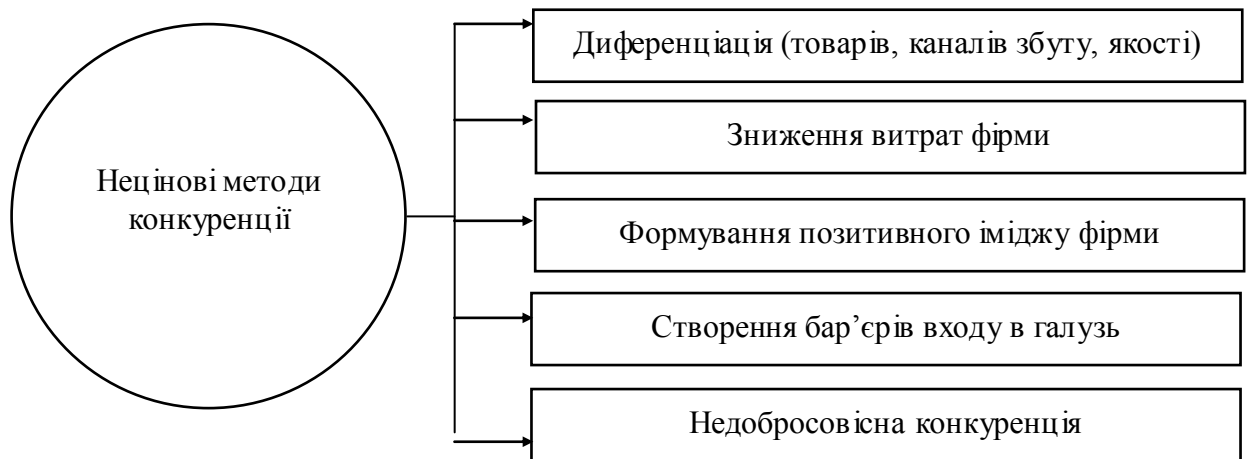 Диференціація (товарів, каналів збуту, якості)
Зниження витрат фірми
Нецінові методи
конкуренції
Формування позитивного іміджу фірми
Створення бар’єрів входу в галузь
Недобросовісна конкуренція